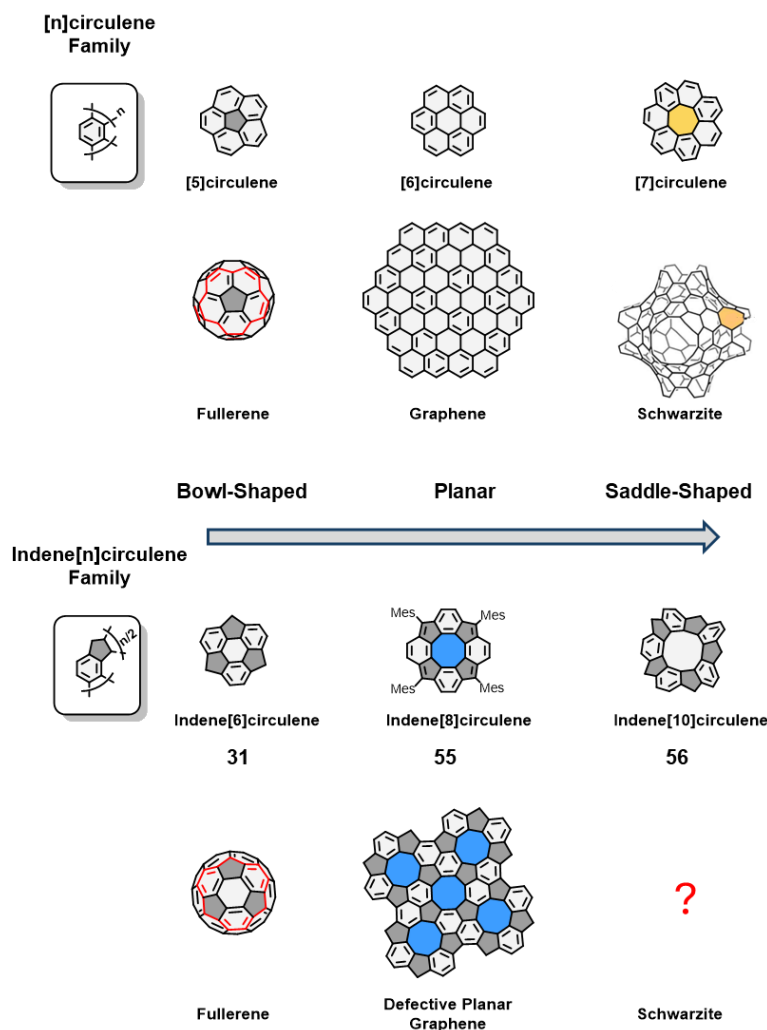 [n]circulene
Family
n
[5]circulene
[6]circulene
[7]circulene
Fullerene
Graphene
Schwarzite
Bowl-Shaped
Planar
Saddle-Shaped
Indene[n]circulene
Family
n/2
Mes
Mes
Mes
Mes
Indene[6]circulene
Indene[8]circulene
Indene[10]circulene
31
55
56
?
Fullerene
Defective Planar
Graphene
Schwarzite